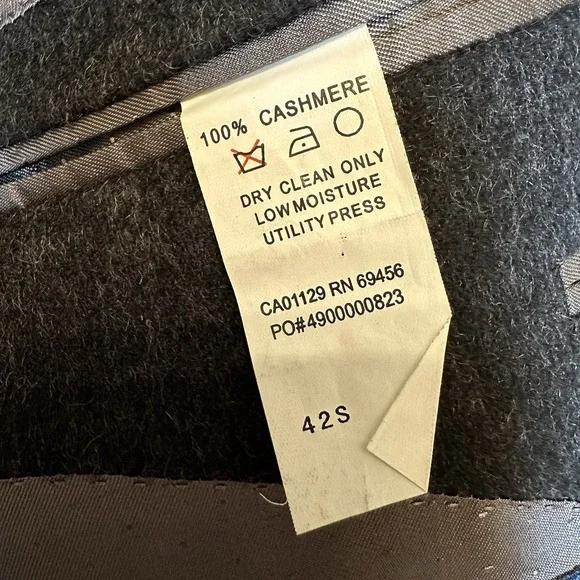 100% CASHMERE
DRY CLEAN ONLY
LOW MOISTURE
UTILITY PRESS
CA01129 RN 69456
PO#4900000823
42S